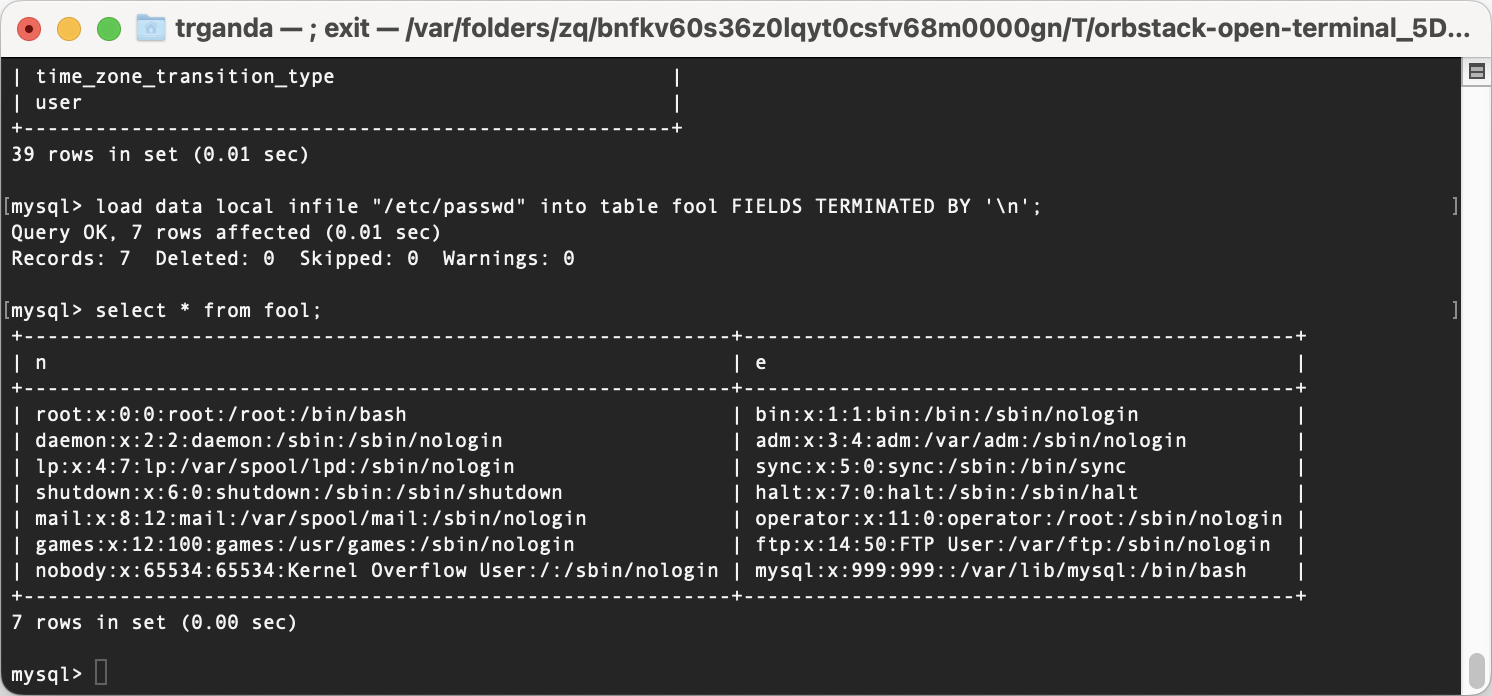 trganda — ; exit — /var/folders/zq/bnfkv60s36z0lqyt0csfv68m0000gn/T/orbstack-open-terminal_5D...
| time_zone_transition_type                            |
| user                                                 |
+------------------------------------------------------+
39 rows in set (0.01 sec)
[mysql> load data local infile "/etc/passwd" into table fool FIELDS TERMINATED BY '\n'; ]
Query OK, 7 rows affected (0.01 sec)
Records: 7  Deleted: 0  Skipped: 0  Warnings: 0
[mysql> select * from fool; ]
+-----------------------------------------------------------+----------------------------------------------+
| n                                                         | e                                            |
+-----------------------------------------------------------+----------------------------------------------+
| root:x:0:0:root:/root:/bin/bash                           | bin:x:1:1:bin:/bin:/sbin/nologin             |
| daemon:x:2:2:daemon:/sbin:/sbin/nologin                   | adm:x:3:4:adm:/var/adm:/sbin/nologin         |
| lp:x:4:7:lp:/var/spool/lpd:/sbin/nologin                  | sync:x:5:0:sync:/sbin:/bin/sync              |
| shutdown:x:6:0:shutdown:/sbin:/sbin/shutdown              | halt:x:7:0:halt:/sbin:/sbin/halt             |
| mail:x:8:12:mail:/var/spool/mail:/sbin/nologin            | operator:x:11:0:operator:/root:/sbin/nologin |
| games:x:12:100:games:/usr/games:/sbin/nologin             | ftp:x:14:50:FTP User:/var/ftp:/sbin/nologin  |
| nobody:x:65534:65534:Kernel Overflow User:/:/sbin/nologin | mysql:x:999:999::/var/lib/mysql:/bin/bash    |
+-----------------------------------------------------------+----------------------------------------------+
7 rows in set (0.00 sec)
mysql>